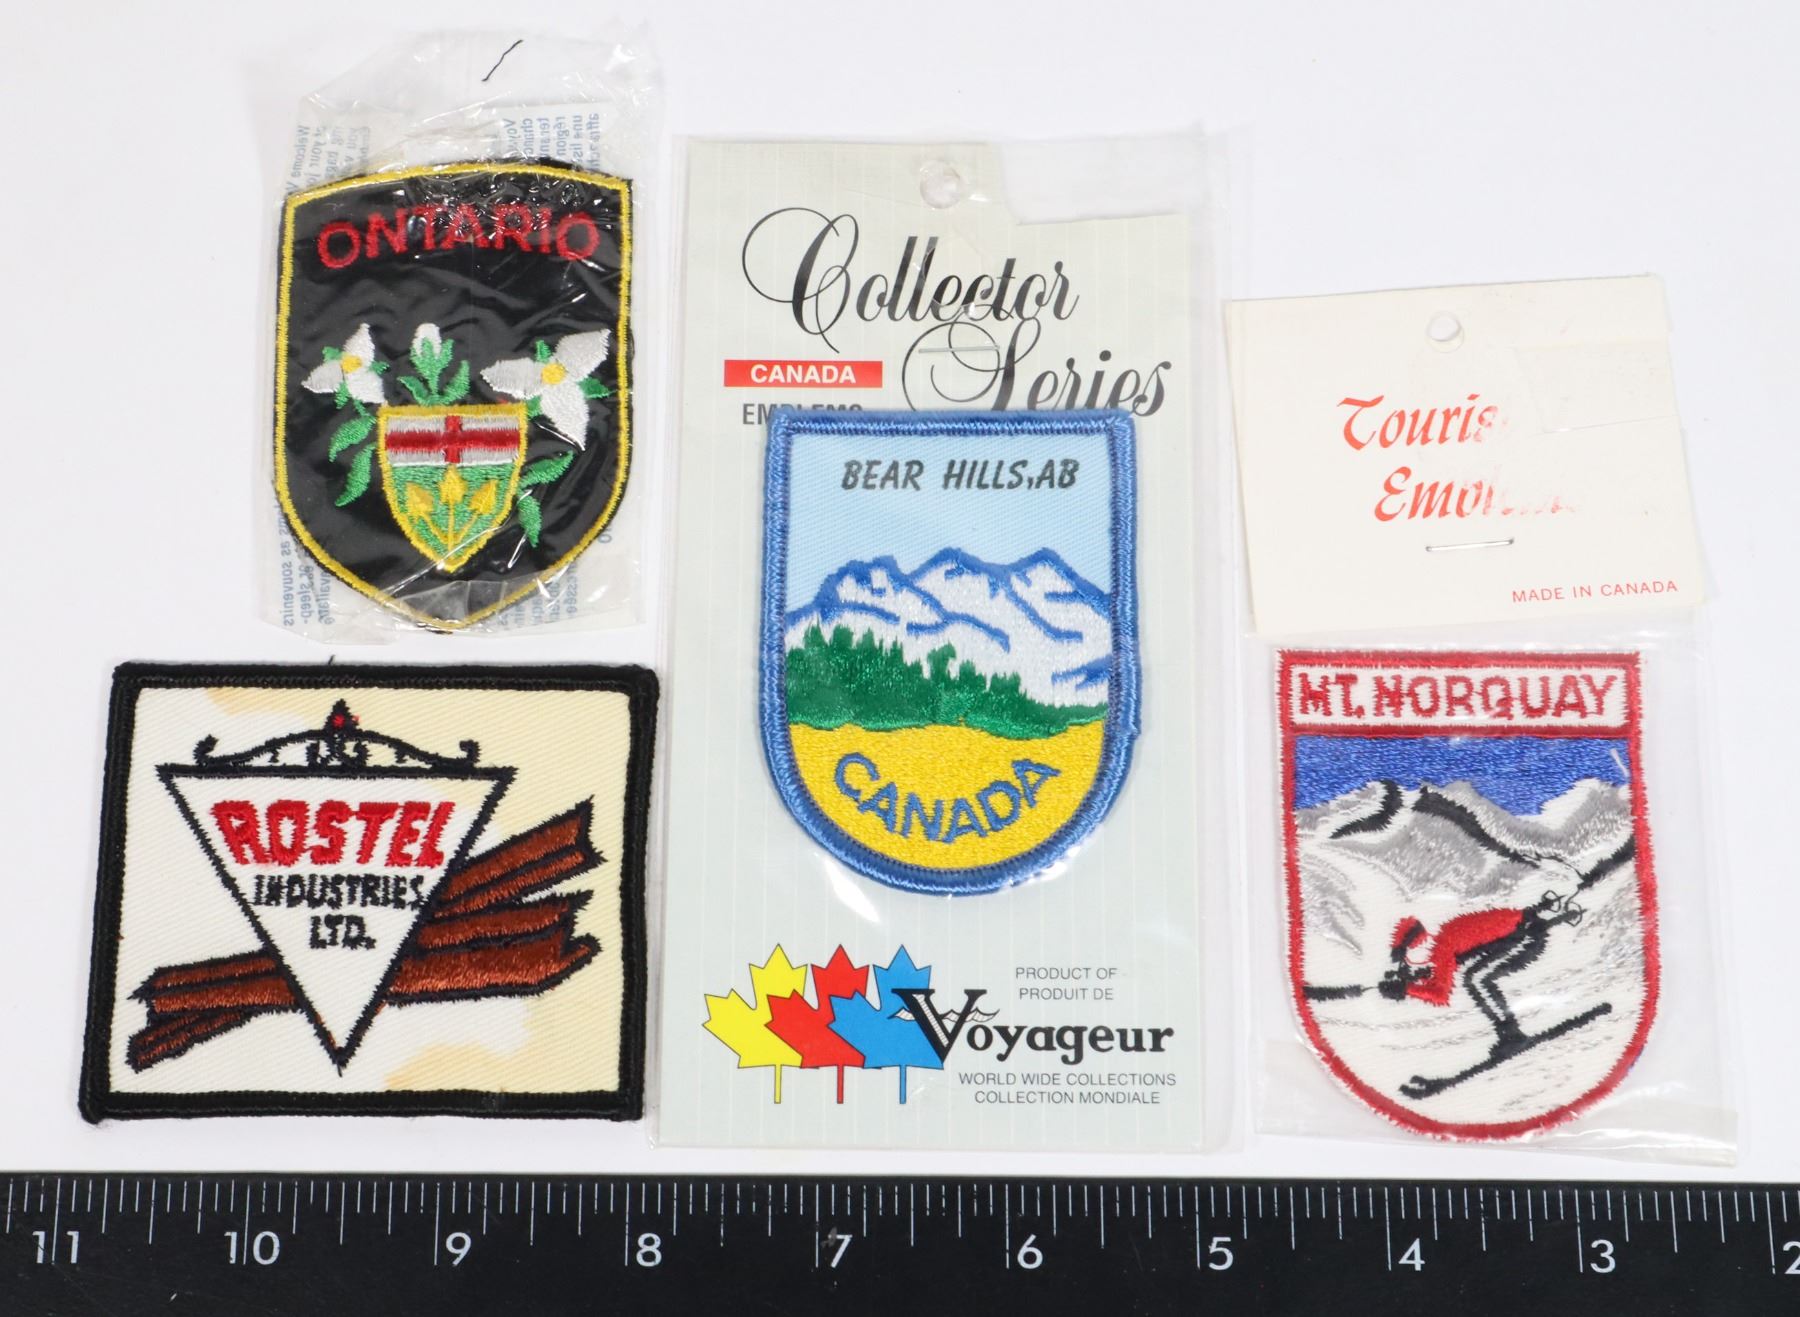 ONTARIO
Collector
Series
CANADA
BEAR HILLS, AB
CANADA
PRODUCT OF
PRODUIT DE
Voyageur
WORLD WIDE COLLECTIONS
COLLECTION MONDIALE
MADE IN CANADA
MT. NORQUAY
ROSTEL
INDUSTRIES
LTD.
11 10 9 8 7 6 5 4 3 2